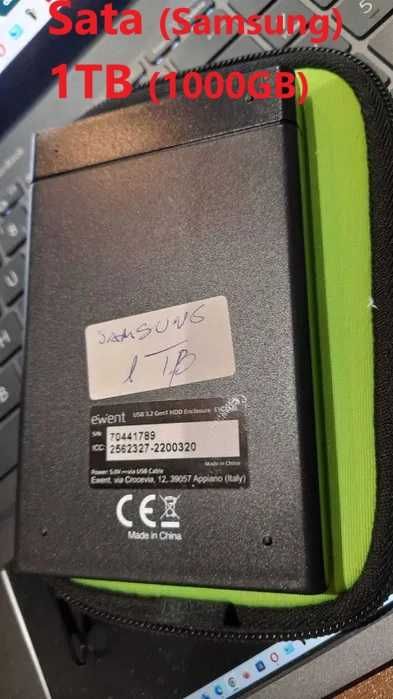 Sata (Samsung)
1TB (1000GB)
SAMSUNG
1 TB
ewent USB 3.2 Gen1 HDD Enclosure
S/N: 70441789
ICC: 2562327-2200320
Made in China
Power: 5.0V⎓via USB Cable
Ewent. via Crocevia, 12, 39057 Appiano (Italy)
CE
Made in China